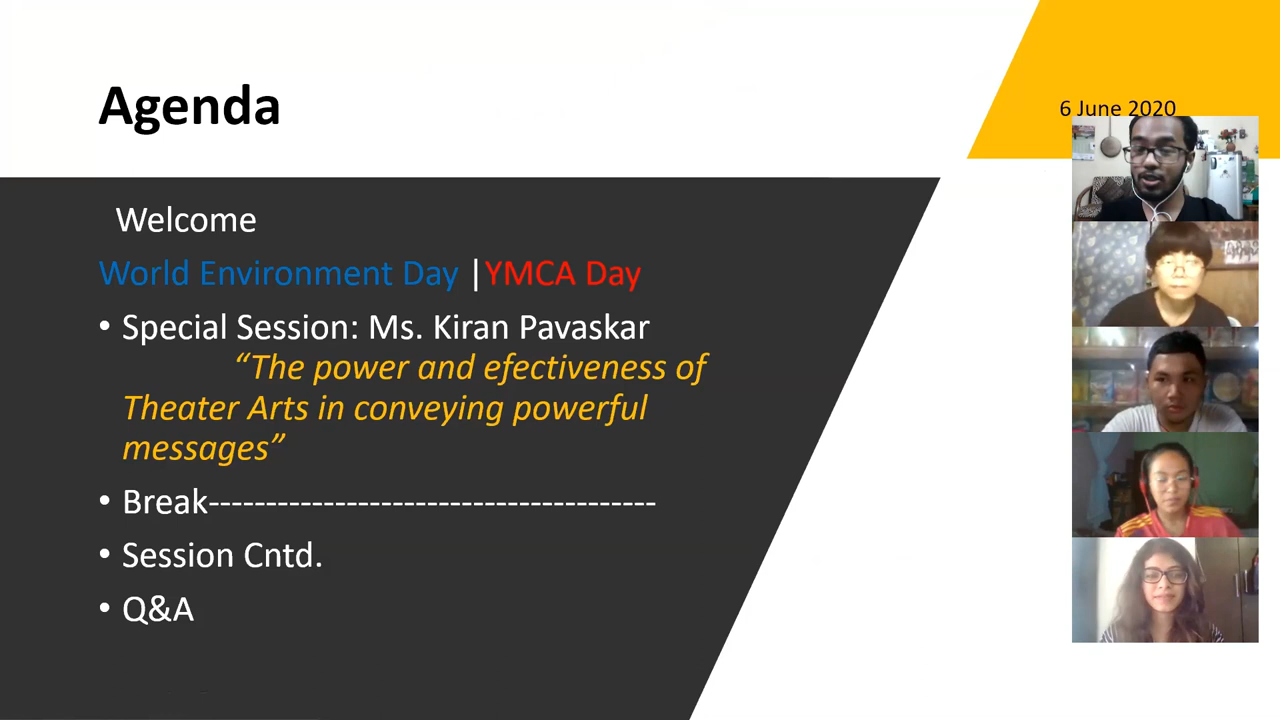 Agenda
6 June 2020
Welcome
World Environment Day |YMCA Day
• Special Session: Ms. Kiran Pavaskar
“The power and efectiveness of
Theater Arts in conveying powerful
messages”
• Break---------------------------------------
• Session Cntd.
• Q&A